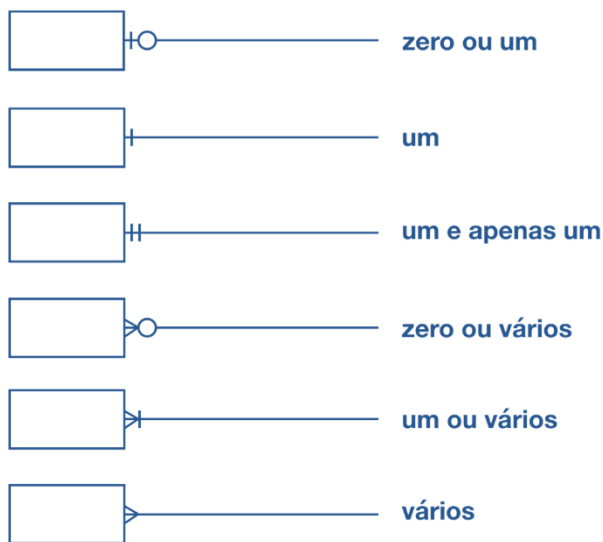 zero ou um
um
um e apenas um
zero ou vários
um ou vários
vários